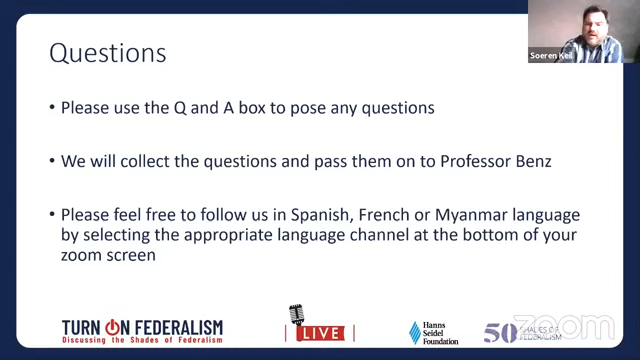 Soeren Keil
Questions
• Please use the Q and A box to pose any questions
• We will collect the questions and pass them on to Professor Benz
• Please feel free to follow us in Spanish, French or Myanmar language
by selecting the appropriate language channel at the bottom of your
zoom screen
TURN ON FEDERALISM
Discussing the Shades of Federalism
LIVE
Hanns
Seidel
Foundation
50 SHADES OF
FEDERALISM
zoom